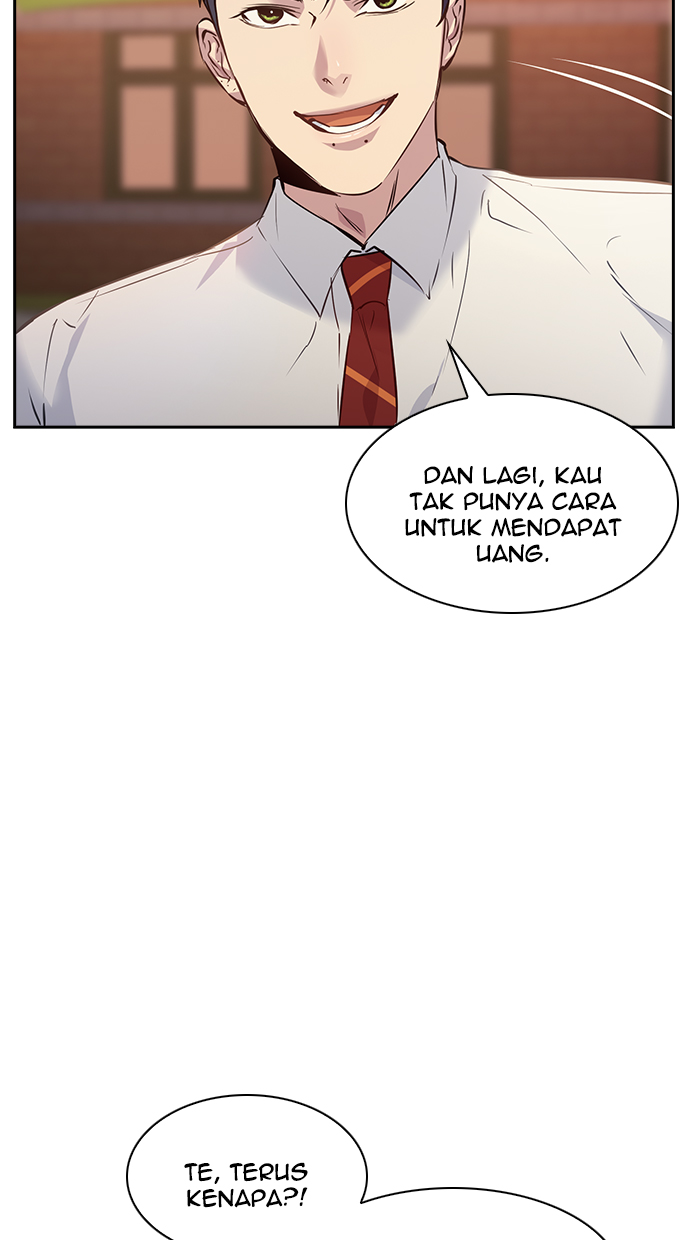 DAN LAGI, KAU
TAK PUNYA CARA
UNTUK MENDAPAT
UANG.
TE, TERUS
KENAPA?!